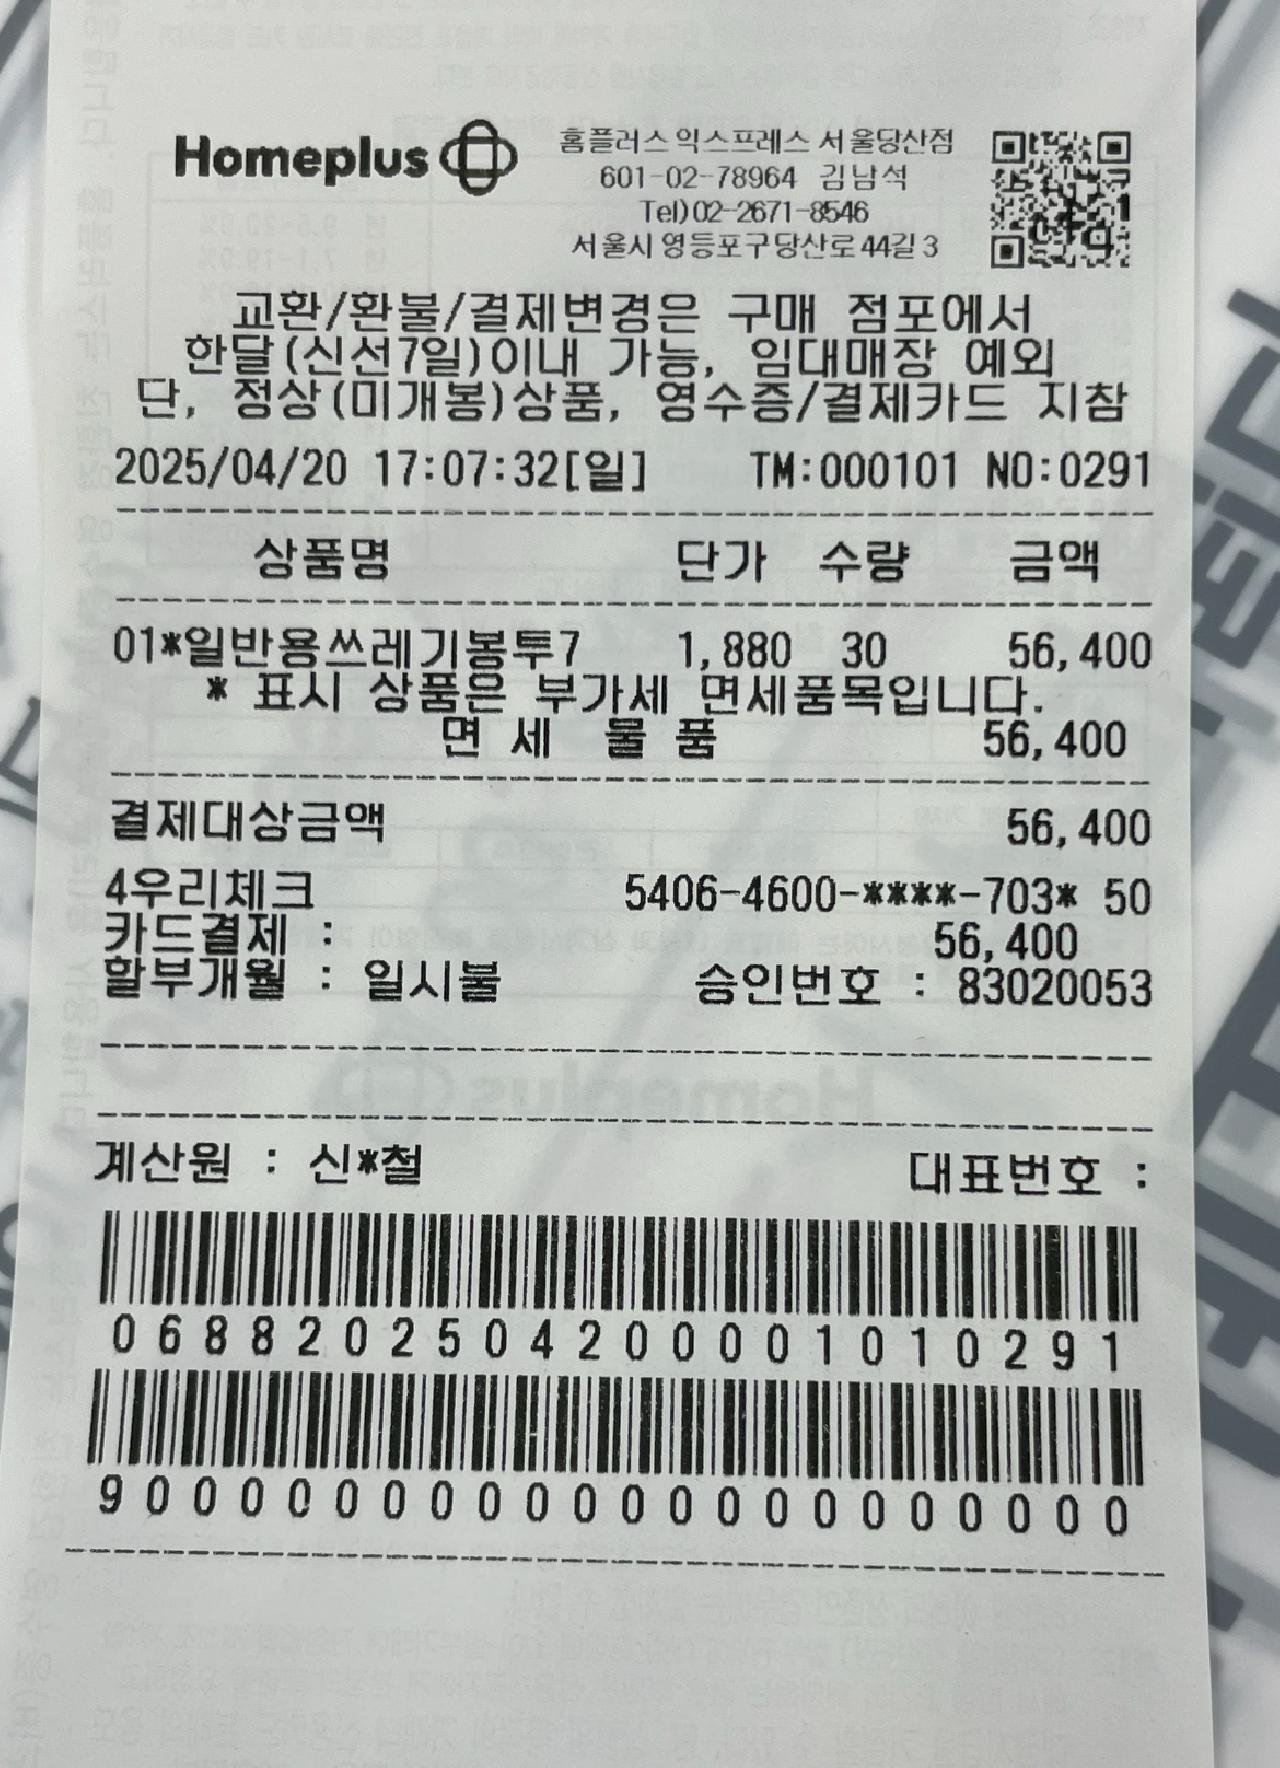 Homeplus
홈플러스 익스프레스 서울당산점
601-02-78964 김남석
Tel)02-2671-8546
서울시 영등포구 당산로 44길 3
교환/환불/결제변경은 구매 점포에서
한달(신선7일)이내 가능, 임대매장 예외
단, 정상(미개봉)상품, 영수증/결제카드 지참
2025/04/20 17:07:32[일] TM:000101 NO:0291
상품명 단가 수량 금액
01*일반용쓰레기봉투7 1,880 30 56,400
* 표시 상품은 부가세 면세품목입니다.
면 세 물 품 56,400
결제대상금액 56,400
4우리체크 5406-4600-****-703* 50
카드결제 : 56,400
할부개월 : 일시불 승인번호 : 83020053
계산원 : 신*철 대표번호 :
0688202504200001010291
9000000000000000000000